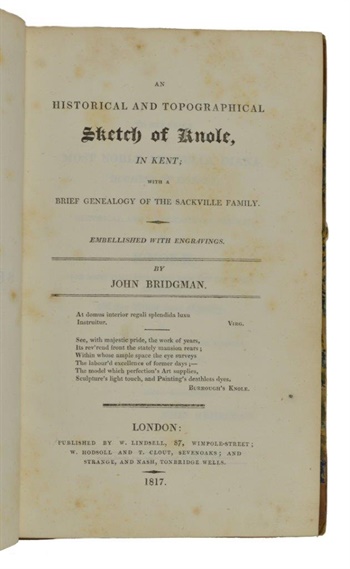 AN
HISTORICAL AND TOPOGRAPHICAL
Sketch of Knole,
IN KENT;
WITH A
BRIEF GENEALOGY OF THE SACKVILLE FAMILY.
EMBELLISHED WITH ENGRAVINGS.
BY
JOHN BRIDGMAN.
At domus interior regali splendida luxu
Instruitur. VIRG.
See, with majestic pride, the work of years,
Its rev'rend front the stately mansion rears;
Within whose ample space the eye surveys
The labour'd excellence of former days;—
The model which perfection's Art supplies,
Sculpture's light touch, and Painting's deathless dyes.
BURROUGH'S KNOLE.
LONDON:
PUBLISHED BY W. LINDSELL, 87, WIMPOLE-STREET;
W. HODSOLL AND T. CLOUT, SEVENOAKS; AND
STRANGE, AND NASH, TONBRIDGE WELLS.
1817.